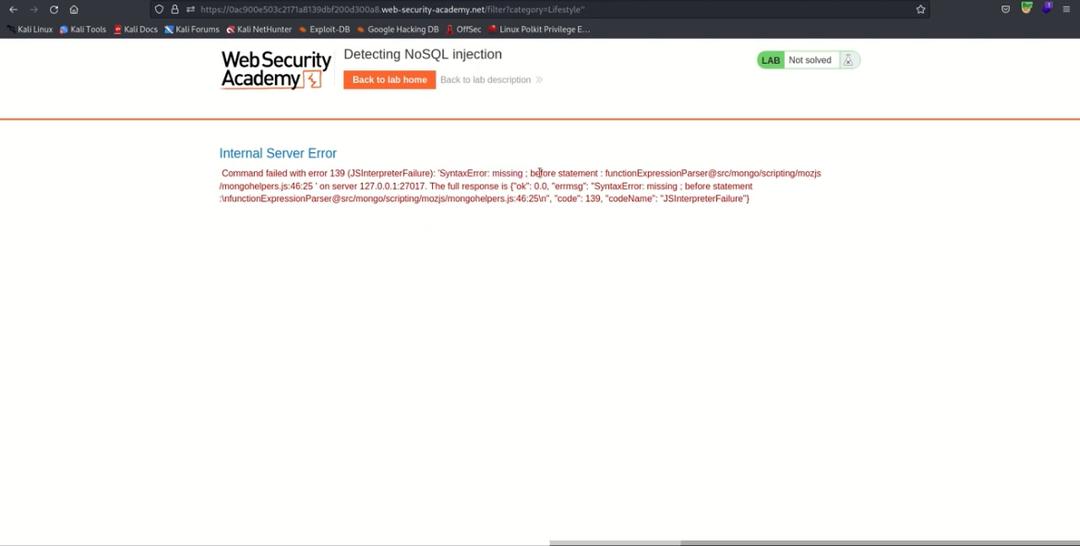 https://0ac900e503c2171a8139dbf200d300a8.web-security-academy.net/filter?category=Lifestyle''
Kali Linux Kali Tools Kali Docs Kali Forums Kali NetHunter Exploit-DB Google Hacking DB OffSec Linux Polkit Privilege E…
WebSecurity Academy
Detecting NoSQL injection
LAB Not solved
Back to lab home Back to lab description
Internal Server Error
Command failed with error 139 (JSInterpreterFailure): 'SyntaxError: missing ; before statement : functionExpressionParser@src/mongo/scripting/mozjs
/mongohelpers.js:46:25 ' on server 127.0.0.1:27017. The full response is {"ok": 0.0, "errmsg": "SyntaxError: missing ; before statement
:\nfunctionExpressionParser@src/mongo/scripting/mozjs/mongohelpers.js:46:25\n", "code": 139, "codeName": "JSInterpreterFailure"}